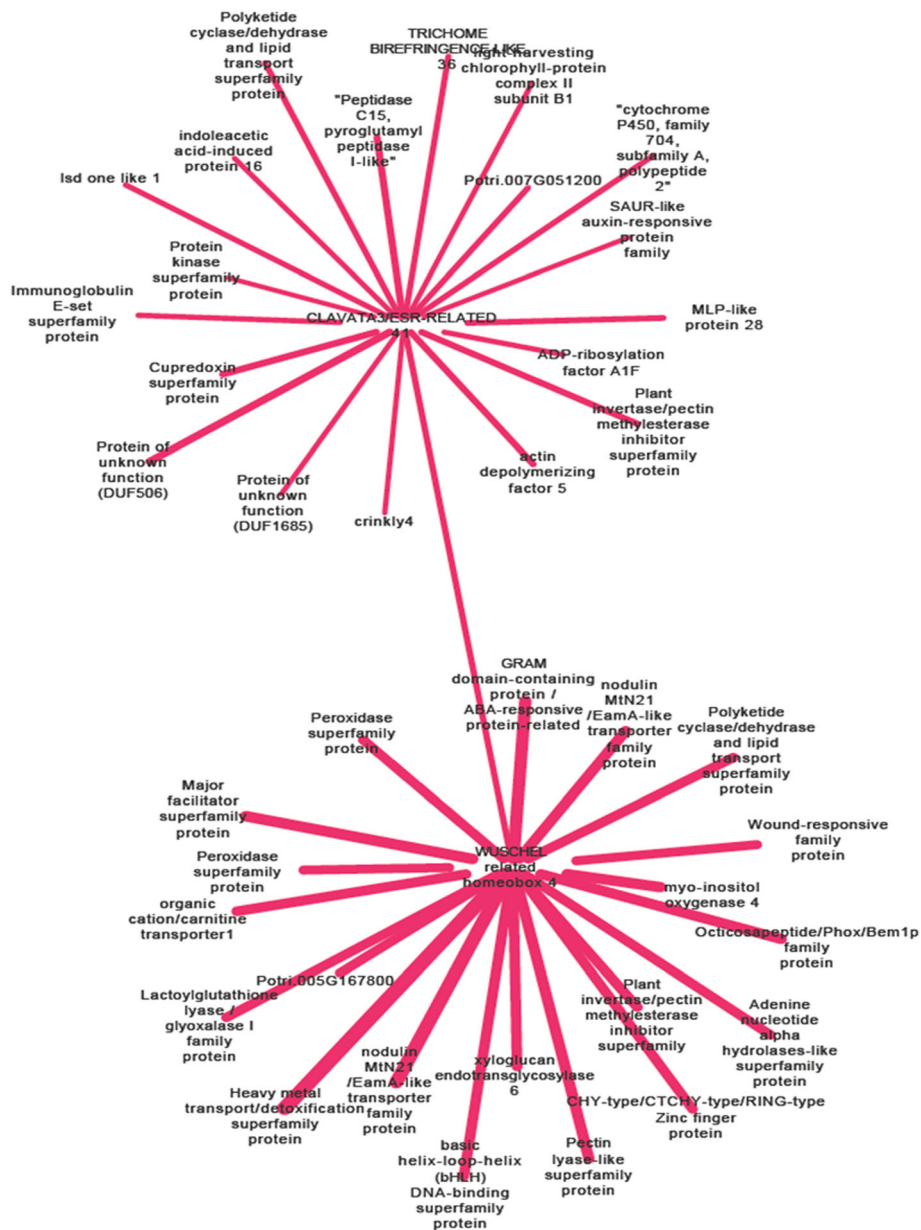 Polyketide
cyclase/dehydrase
and lipid
transport
superfamily
protein
TRICHOME
BIREFRINGENCE-LIKE
36
light harvesting
chlorophyll-protein
complex II
subunit B1
"Peptidase
C15,
pyroglutamyl
peptidase
I-like"
"cytochrome
P450, family
704,
subfamily A,
polypeptide
2"
indoleacetic
acid-induced
protein 16
lsd one like 1
Potri.007G051200
SAUR-like
auxin-responsive
protein
family
Protein
kinase
superfamily
protein
Immunoglobulin
E-set
superfamily
protein
CLAVATA3/ESR-RELATED
41
MLP-like
protein 28
ADP-ribosylation
factor A1F
Cupredoxin
superfamily
protein
Plant
invertase/pectin
methylesterase
inhibitor
superfamily
protein
Protein of
unknown
function
(DUF506)
Protein of
unknown
function
(DUF1685)
crinkly4
actin
depolymerizing
factor 5
GRAM
domain-containing
protein /
ABA-responsive
protein-related
nodulin
MtN21
/EamA-like
transporter
family
protein
Polyketide
cyclase/dehydrase
and lipid
transport
superfamily
protein
Peroxidase
superfamily
protein
Major
facilitator
superfamily
protein
Wound-responsive
family
protein
WUSCHEL
related
homeobox 4
Peroxidase
superfamily
protein
myo-inositol
oxygenase 4
organic
cation/carnitine
transporter1
Octicosapeptide/Phox/Bem1p
family
protein
Potri.005G167800
Lactoylglutathione
lyase /
glyoxalase I
family
protein
Plant
invertase/pectin
methylesterase
inhibitor
superfamily
Adenine
nucleotide
alpha
hydrolases-like
superfamily
protein
nodulin
MtN21
/EamA-like
transporter
family
protein
xyloglucan
endotransglycosylase
6
Heavy metal
transport/detoxification
superfamily
protein
CHY-type/CTCHY-type/RING-type
Zinc finger
protein
basic
helix-loop-helix
(bHLH)
DNA-binding
superfamily
protein
Pectin
lyase-like
superfamily
protein